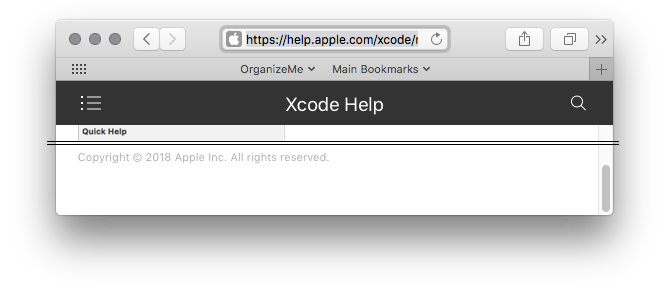 https://help.apple.com/xcode/
OrganizeMe Main Bookmarks
Xcode Help
Quick Help
Copyright © 2018 Apple Inc. All rights reserved.